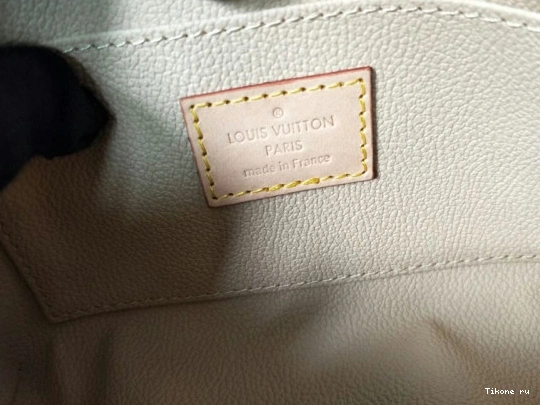 ®
LOUIS VUITTON
PARIS
made in France
Tikone ru